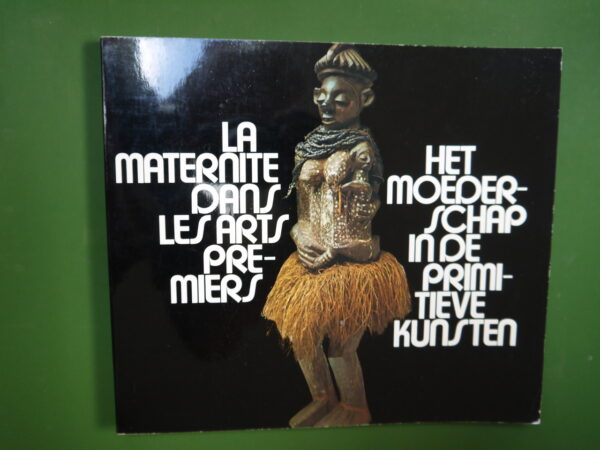 LA
MATERNITE
DANS
LES ARTS
PRE-
MIERS
HET
MOEDER-
SCHAP
IN DE
PRIMI-
TIEVE
KUNSTEN